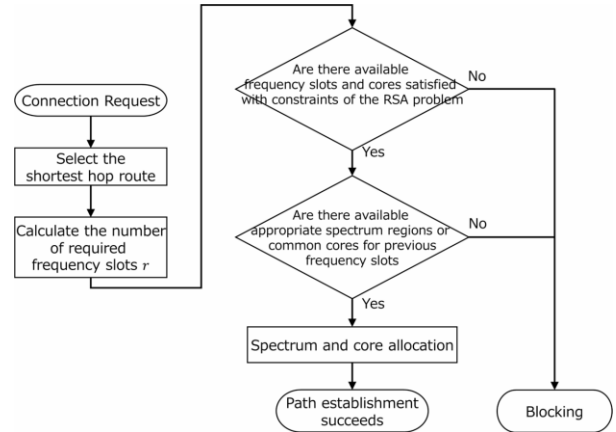 Connection Request
Select the
shortest hop route
Calculate the number
of required
frequency slots r
Are there available
frequency slots and cores satisfied
with constraints of the RSA problem
No
Yes
Are there available
appropriate spectrum regions or
common cores for previous
frequency slots
No
Yes
Spectrum and core allocation
Path establishment
succeeds
Blocking